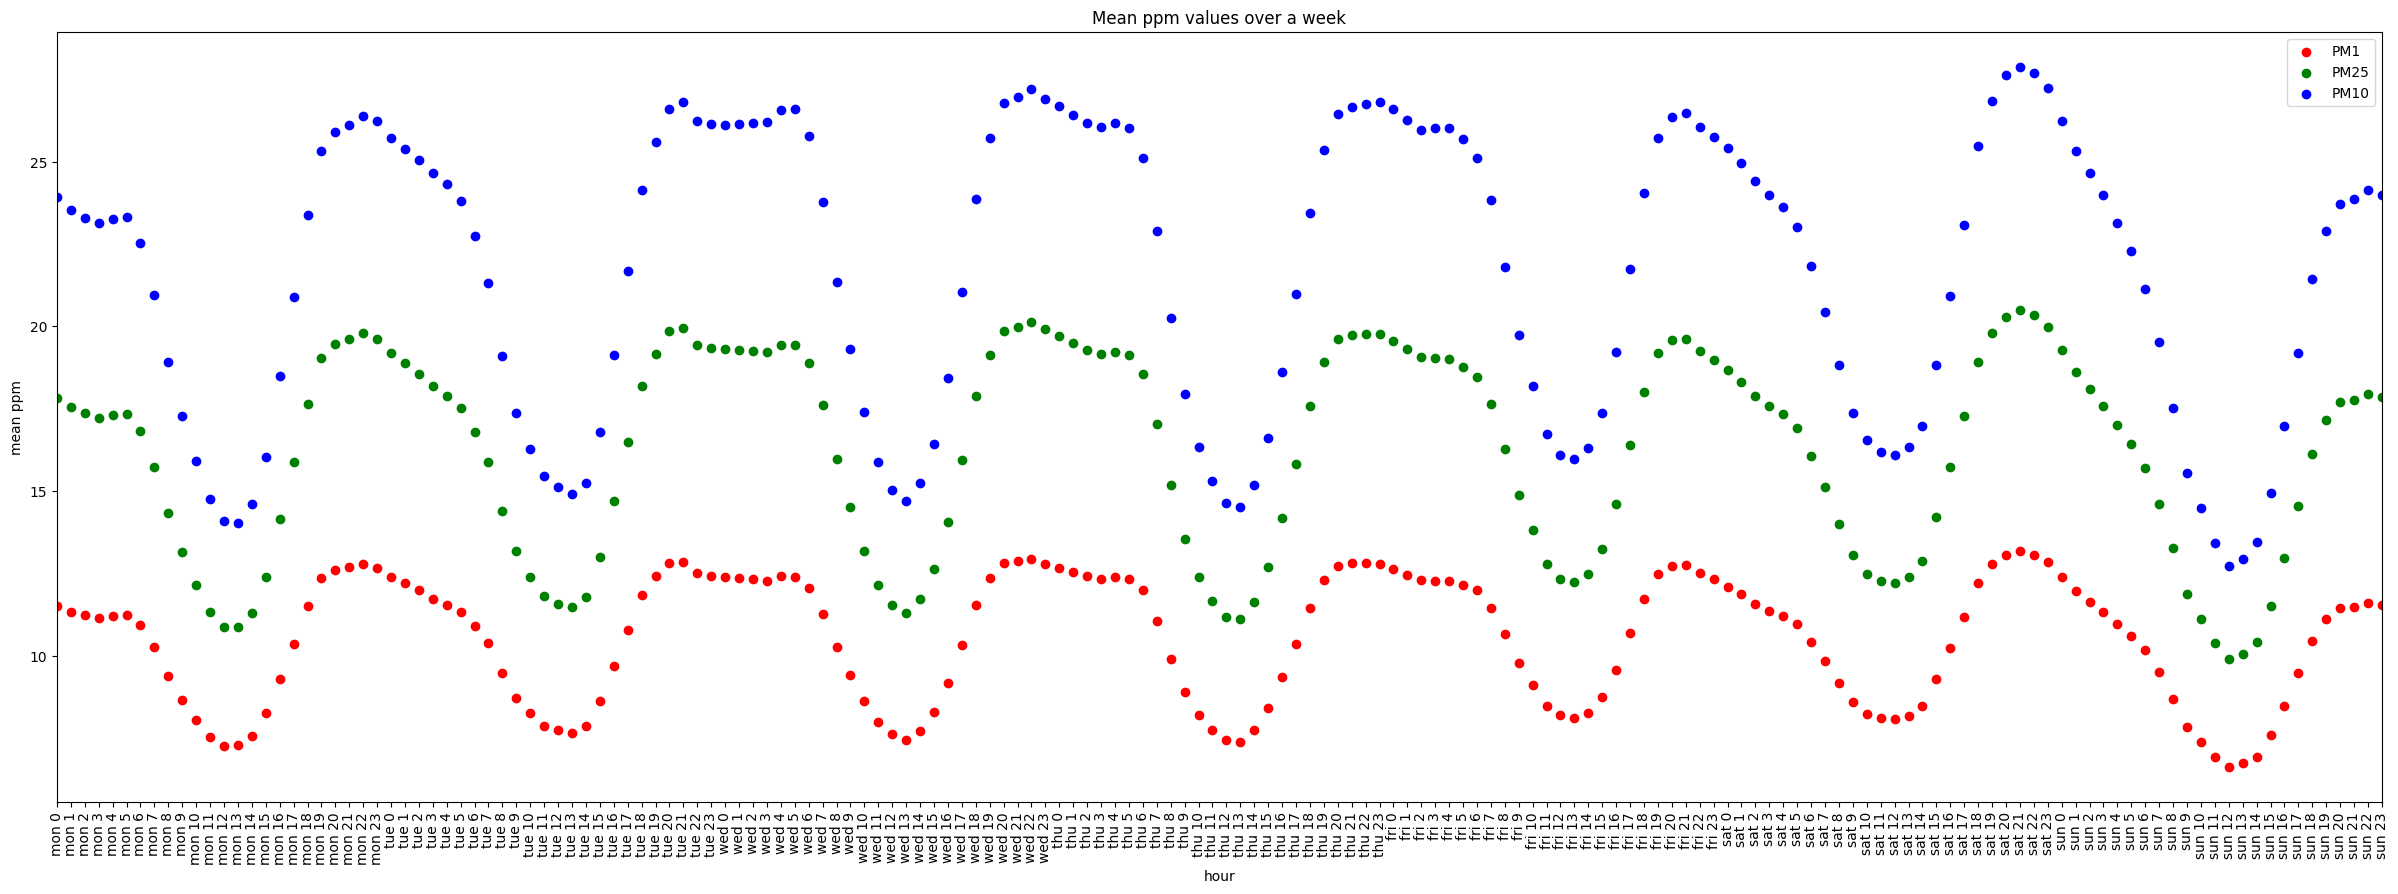 Mean ppm values over a week
PM1
PM25
PM10
mean ppm
25
20
15
10
mon 0
mon 1
mon 2
mon 3
mon 4
mon 5
mon 6
mon 7
mon 8
mon 9
mon 10
mon 11
mon 12
mon 13
mon 14
mon 15
mon 16
mon 17
mon 18
mon 19
mon 20
mon 21
mon 22
mon 23
tue 0
tue 1
tue 2
tue 3
tue 4
tue 5
tue 6
tue 7
tue 8
tue 9
tue 10
tue 11
tue 12
tue 13
tue 14
tue 15
tue 16
tue 17
tue 18
tue 19
tue 20
tue 21
tue 22
tue 23
wed 0
wed 1
wed 2
wed 3
wed 4
wed 5
wed 6
wed 7
wed 8
wed 9
wed 10
wed 11
wed 12
wed 13
wed 14
wed 15
wed 16
wed 17
wed 18
wed 19
wed 20
wed 21
wed 22
wed 23
thu 0
thu 1
thu 2
thu 3
thu 4
thu 5
thu 6
thu 7
thu 8
thu 9
thu 10
thu 11
thu 12
thu 13
thu 14
thu 15
thu 16
thu 17
thu 18
thu 19
thu 20
thu 21
thu 22
thu 23
fri 0
fri 1
fri 2
fri 3
fri 4
fri 5
fri 6
fri 7
fri 8
fri 9
fri 10
fri 11
fri 12
fri 13
fri 14
fri 15
fri 16
fri 17
fri 18
fri 19
fri 20
fri 21
fri 22
fri 23
sat 0
sat 1
sat 2
sat 3
sat 4
sat 5
sat 6
sat 7
sat 8
sat 9
sat 10
sat 11
sat 12
sat 13
sat 14
sat 15
sat 16
sat 17
sat 18
sat 19
sat 20
sat 21
sat 22
sat 23
sun 0
sun 1
sun 2
sun 3
sun 4
sun 5
sun 6
sun 7
sun 8
sun 9
sun 10
sun 11
sun 12
sun 13
sun 14
sun 15
sun 16
sun 17
sun 18
sun 19
sun 20
sun 21
sun 22
sun 23
hour